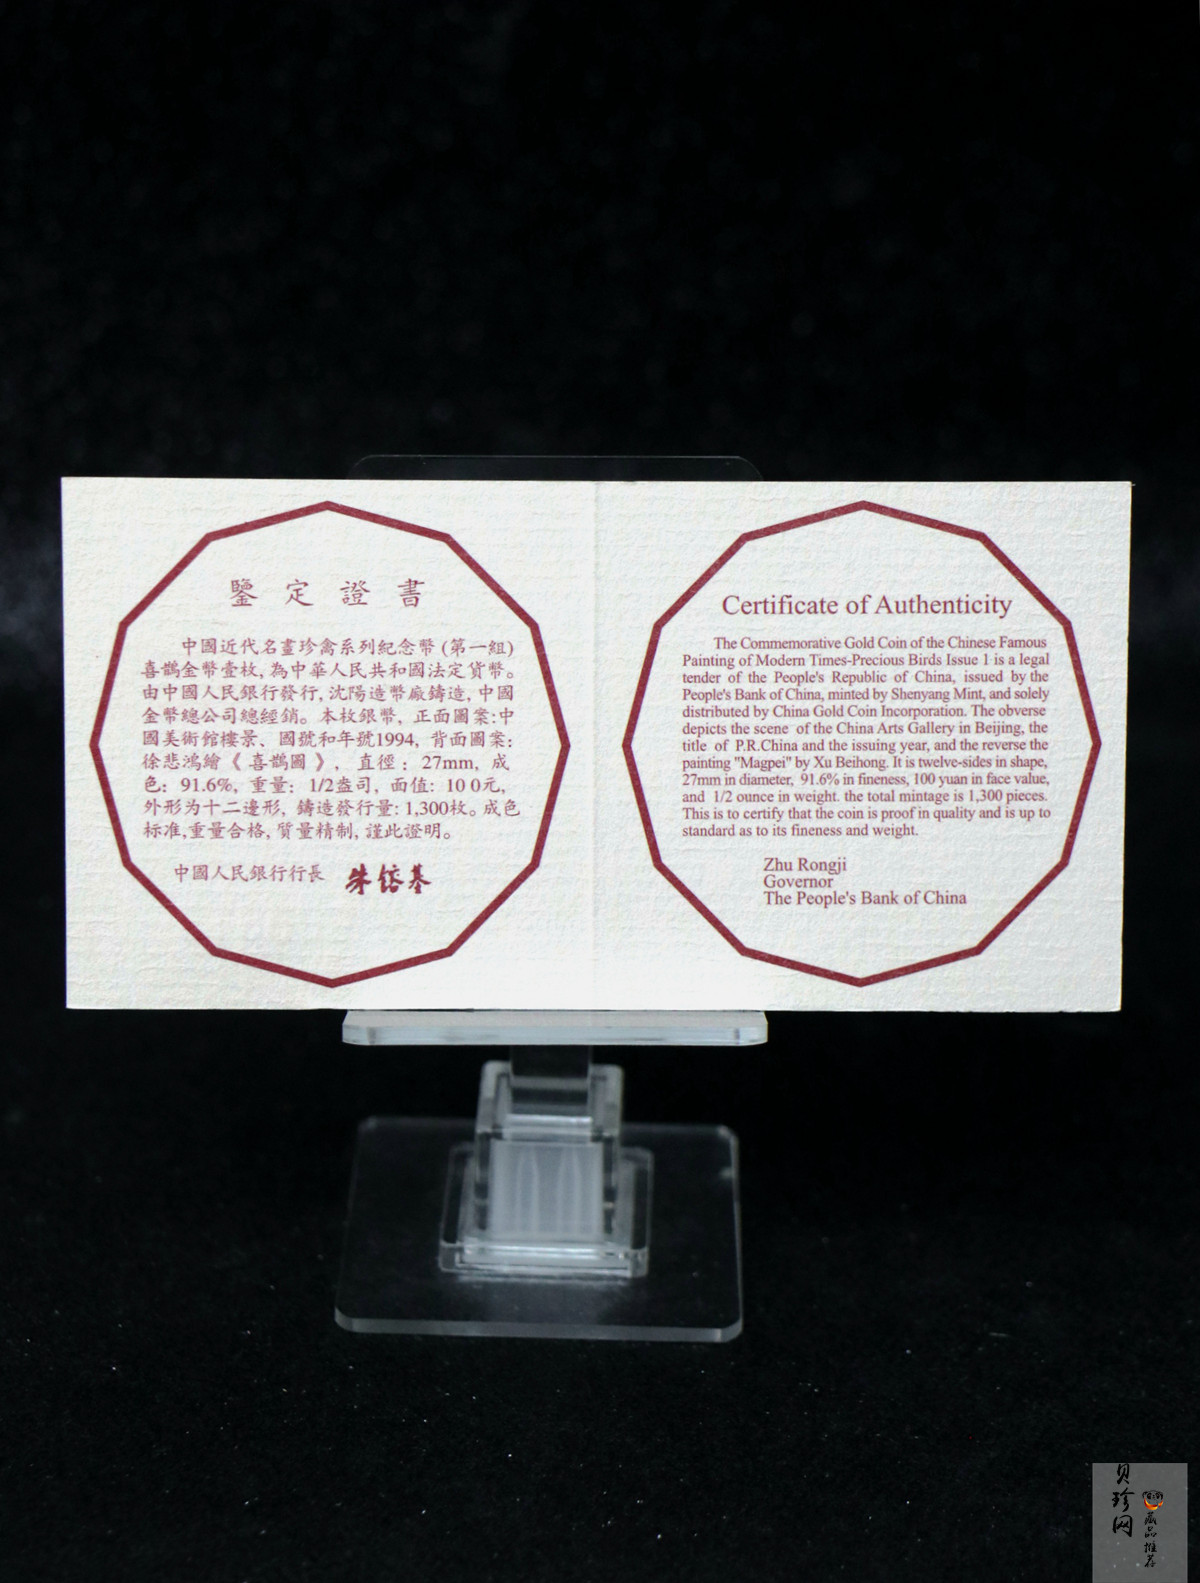 鑒定證書
中國近代名畫珍禽系列紀念幣(第一組)
喜鵲金幣壹枚,為中華人民共和國法定貨幣。
由中國人民銀行發行,沈陽造幣廠鑄造,中國
金幣總公司總經銷。本枚銀幣,正面圖案:中
國美術館樓景、國號和年號1994,背面圖案:
徐悲鴻繪《喜鵲圖》,直徑:27mm,成
色:91.6%,重量:1/2盎司,面值:10 0元,
外形为十二邊形,鑄造發行量:1,300枚。成色
标准,重量合格,質量精制,謹此證明。
中國人民銀行行長 朱镕基
Certificate of Authenticity
The Commemorative Gold Coin of the Chinese Famous
Painting of Modern Times-Precious Birds Issue 1 is a legal
tender of the People's Republic of China, issued by the
People's Bank of China, minted by Shenyang Mint, and solely
distributed by China Gold Coin Incorporation. The obverse
depicts the scene of the China Arts Gallery in Beijing, the
title of P.R.China and the issuing year, and the reverse the
painting "Magpei" by Xu Beihong. It is twelve-sides in shape,
27mm in diameter, 91.6% in fineness, 100 yuan in face value,
and 1/2 ounce in weight. the total mintage is 1,300 pieces.
This is to certify that the coin is proof in quality and is up to
standard as to its fineness and weight.
Zhu Rongji
Governor
The People's Bank of China
贝珍网
藏品推荐